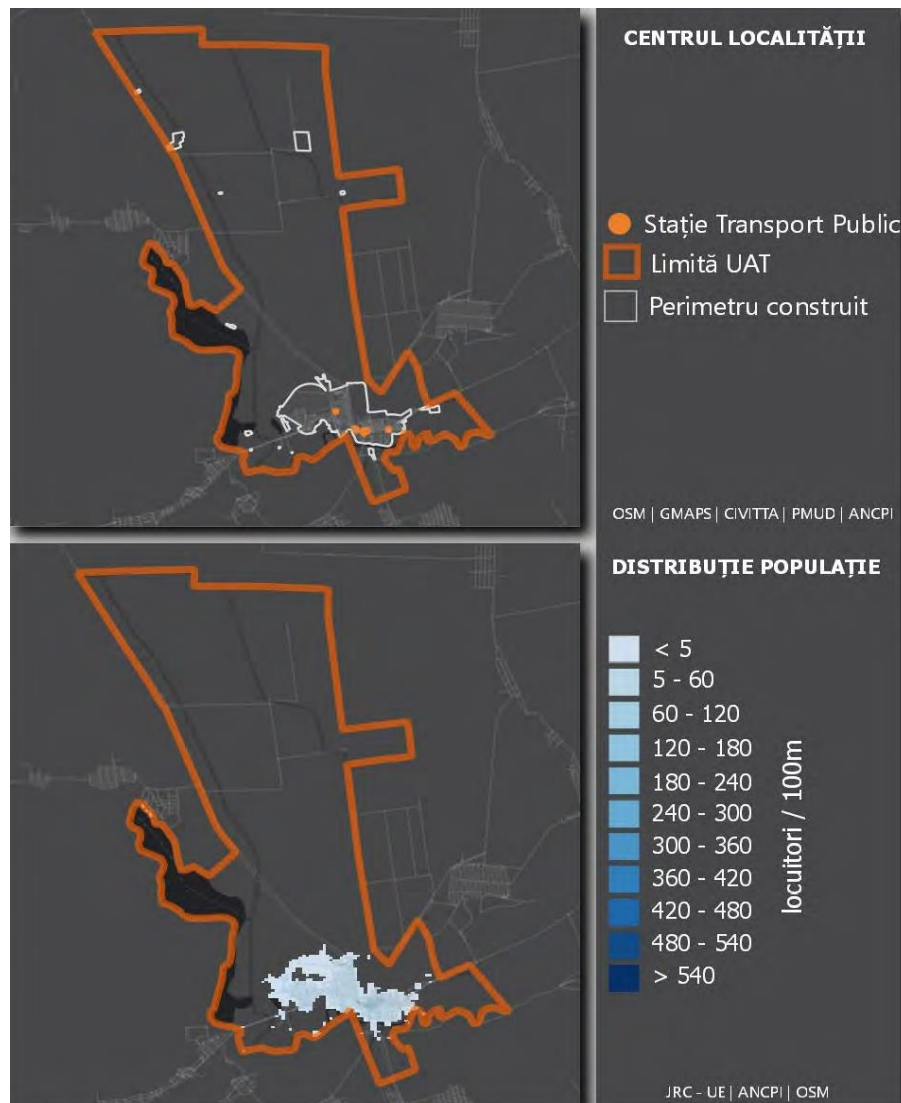 CENTRUL LOCALITĂȚII
Stație Transport Public
Limită UAT
Perimetru construit
OSM | GMAPS | CIVITTA | PMUD | ANCPI
DISTRIBUȚIE POPULAȚIE
< 5
5 - 60
60 - 120
120 - 180
180 - 240
240 - 300
300 - 360
360 - 420
420 - 480
480 - 540
> 540
locuitori / 100m
JRC - UE | ANCPI | OSM